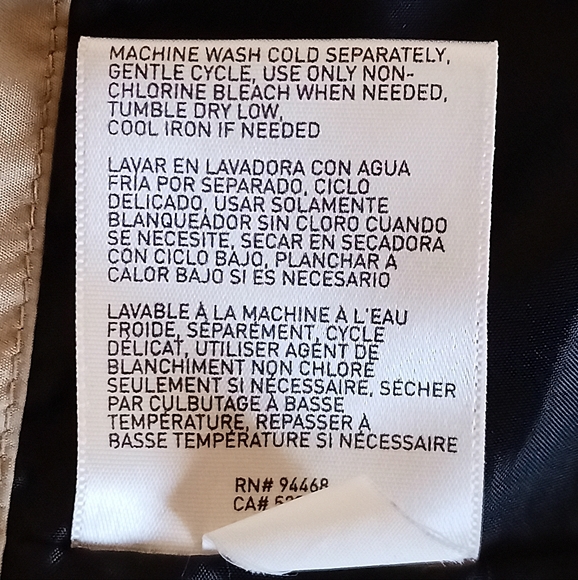 MACHINE WASH COLD SEPARATELY,
GENTLE CYCLE, USE ONLY NON-
CHLORINE BLEACH WHEN NEEDED,
TUMBLE DRY LOW,
COOL IRON IF NEEDED
LAVAR EN LAVADORA CON AGUA
FRÍA POR SEPARADO, CICLO
DELICADO, USAR SOLAMENTE
BLANQUEADOR SIN CLORO CUANDO
SE NECESITE, SECAR EN SECADORA
CON CICLO BAJO, PLANCHAR A
CALOR BAJO SI ES NECESARIO
LAVABLE À LA MACHINE À L'EAU
FROIDE, SÉPARÉMENT, CYCLE
DÉLICAT, UTILISER AGENT DE
BLANCHIMENT NON CHLORÉ
SEULEMENT SI NÉCESSAIRE, SÉCHER
PAR CULBUTAGE À BASSE
TEMPÉRATURE, REPASSER À
BASSE TEMPÉRATURE SI NÉCESSAIRE
RN# 94468
CA#